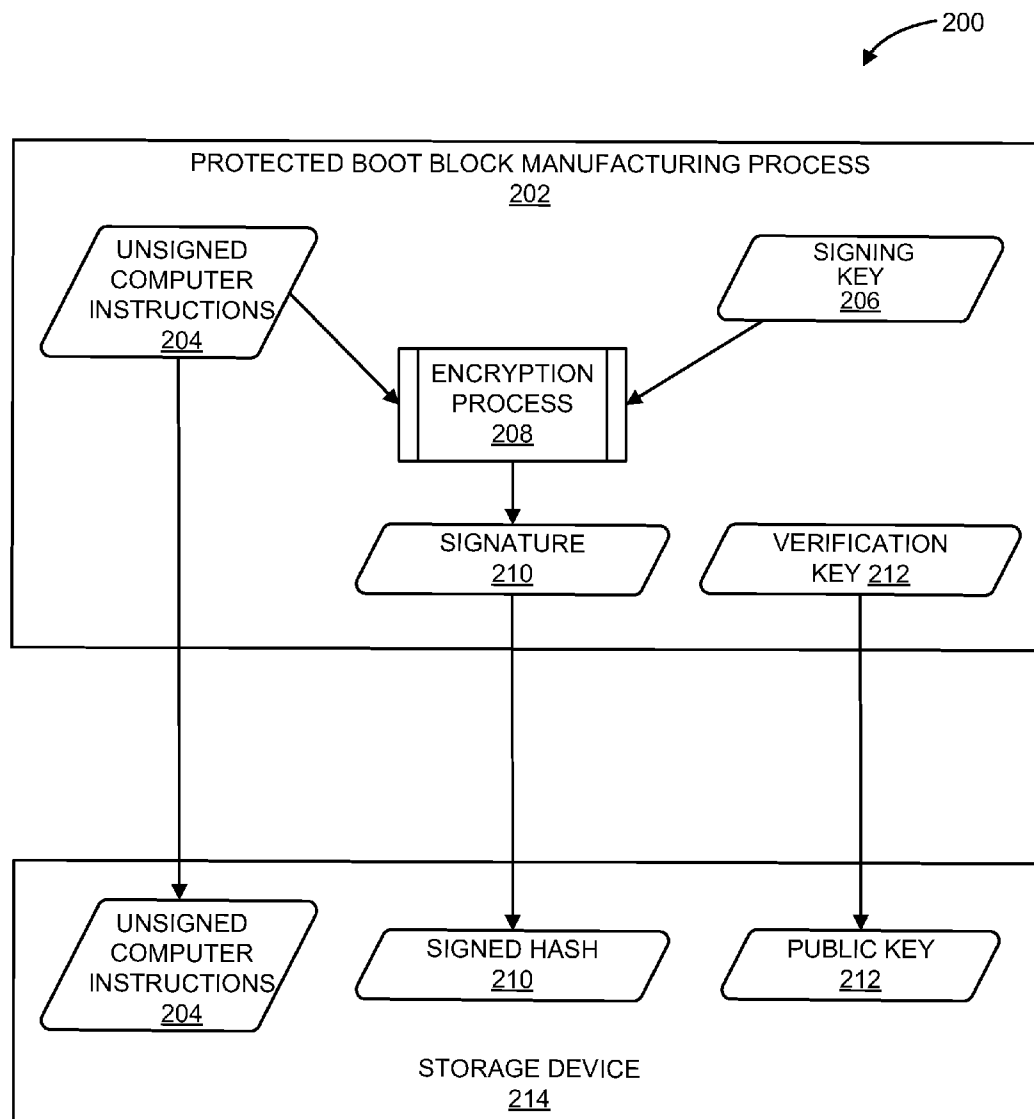 200
PROTECTED BOOT BLOCK MANUFACTURING PROCESS
202
UNSIGNED
COMPUTER
INSTRUCTIONS
204
SIGNING
KEY
206
ENCRYPTION
PROCESS
208
SIGNATURE
210
VERIFICATION
KEY 212
UNSIGNED
COMPUTER
INSTRUCTIONS
204
SIGNED HASH
210
PUBLIC KEY
212
STORAGE DEVICE
214